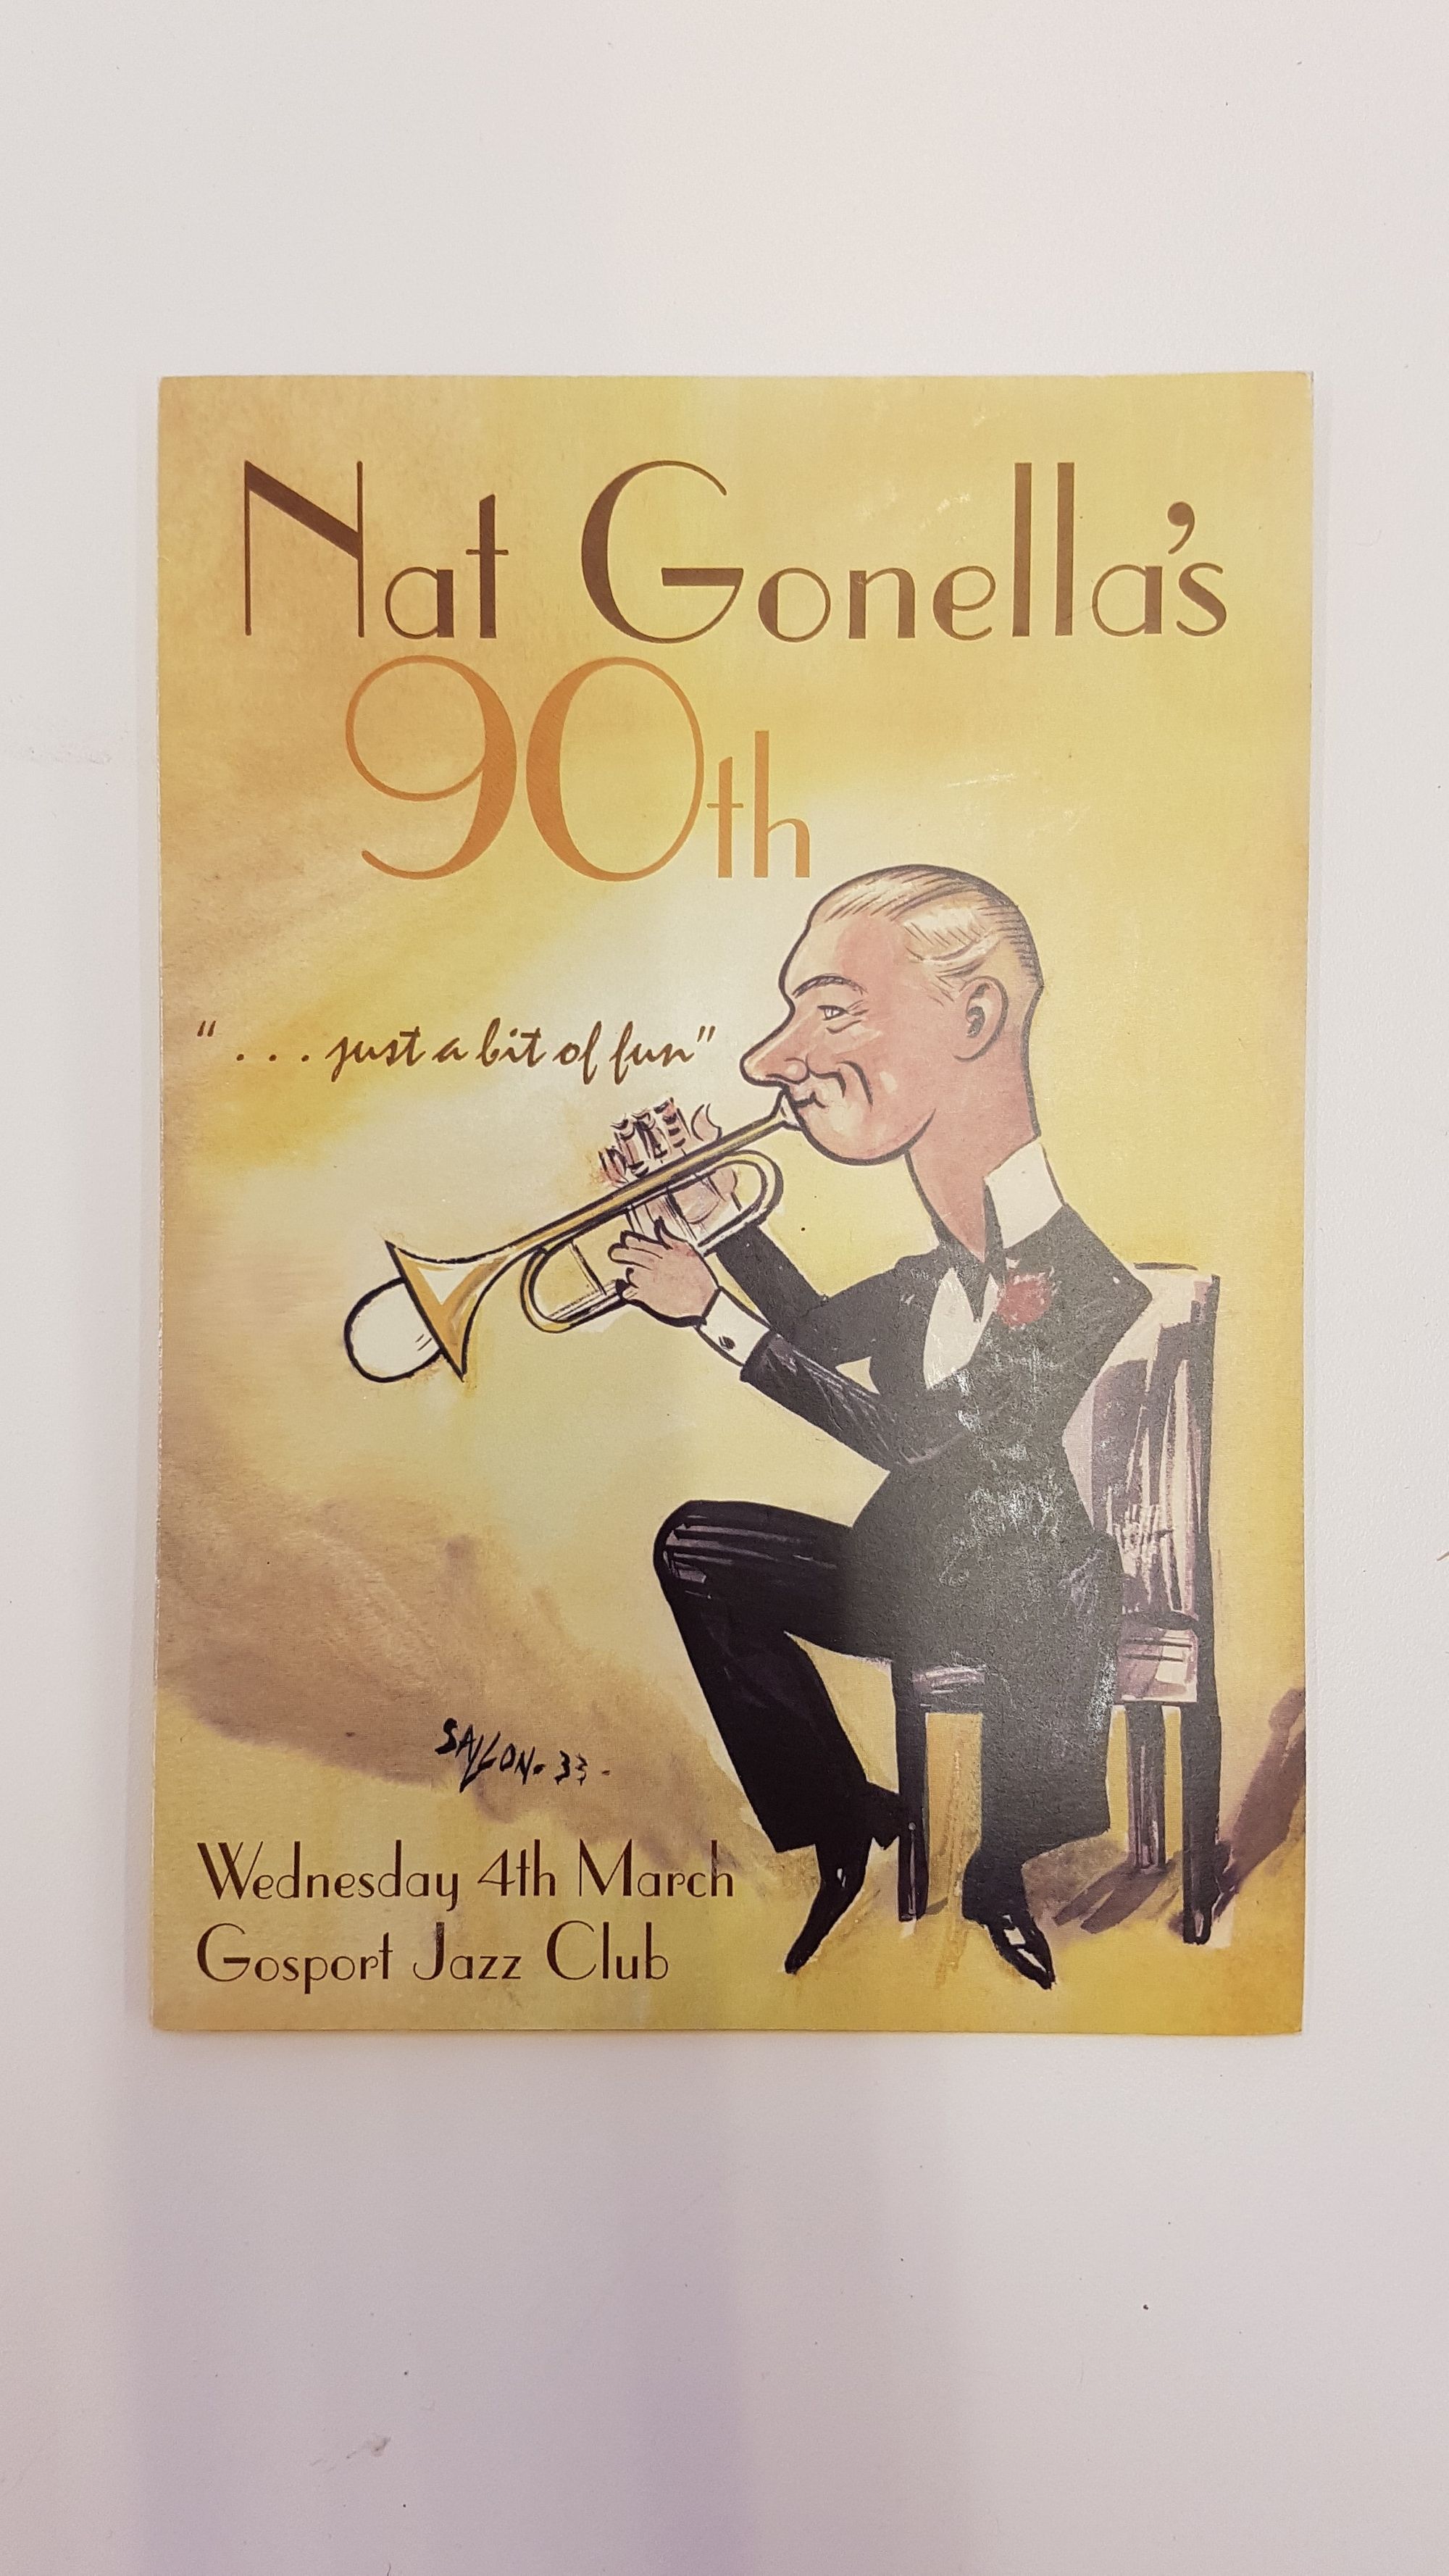 Nat Gonella's
90th
"...just a bit of fun"
SALLON. 33 -
Wednesday 4th March
Gosport Jazz Club